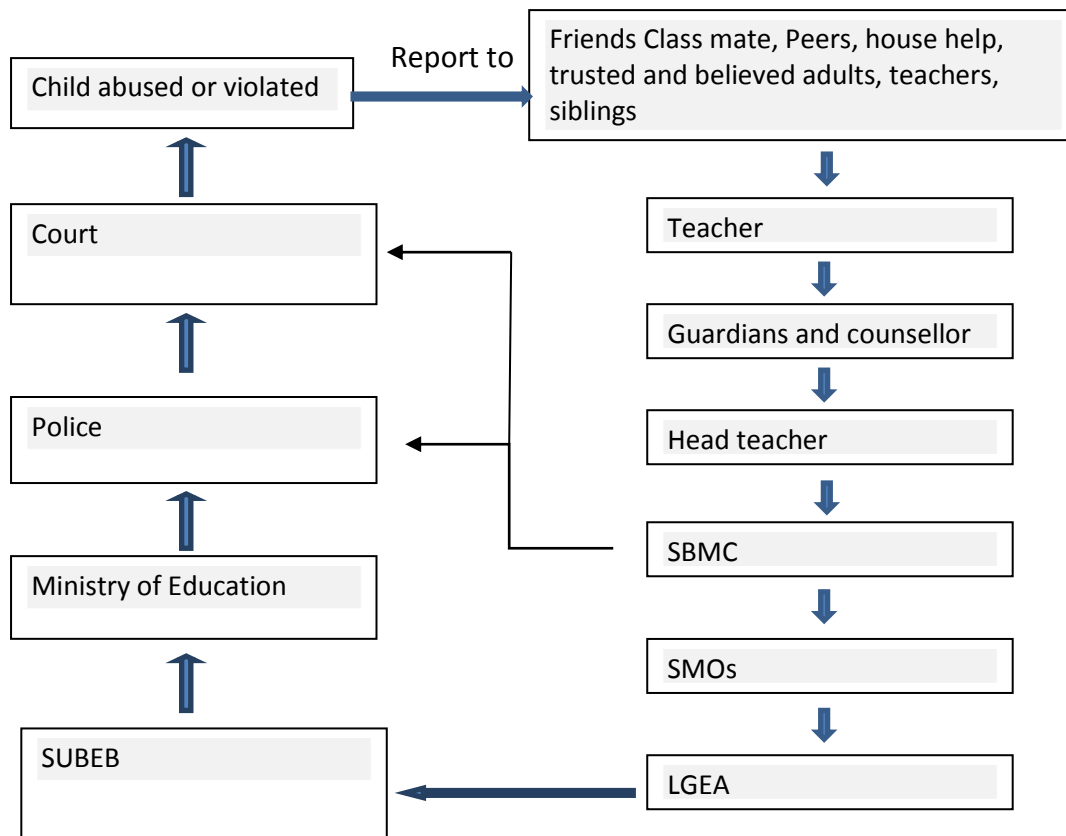 Child abused or violated
Report to
Friends Class mate, Peers, house help,
trusted and believed adults, teachers,
siblings
Teacher
Guardians and counsellor
Head teacher
SBMC
SMOs
LGEA
SUBEB
Ministry of Education
Police
Court